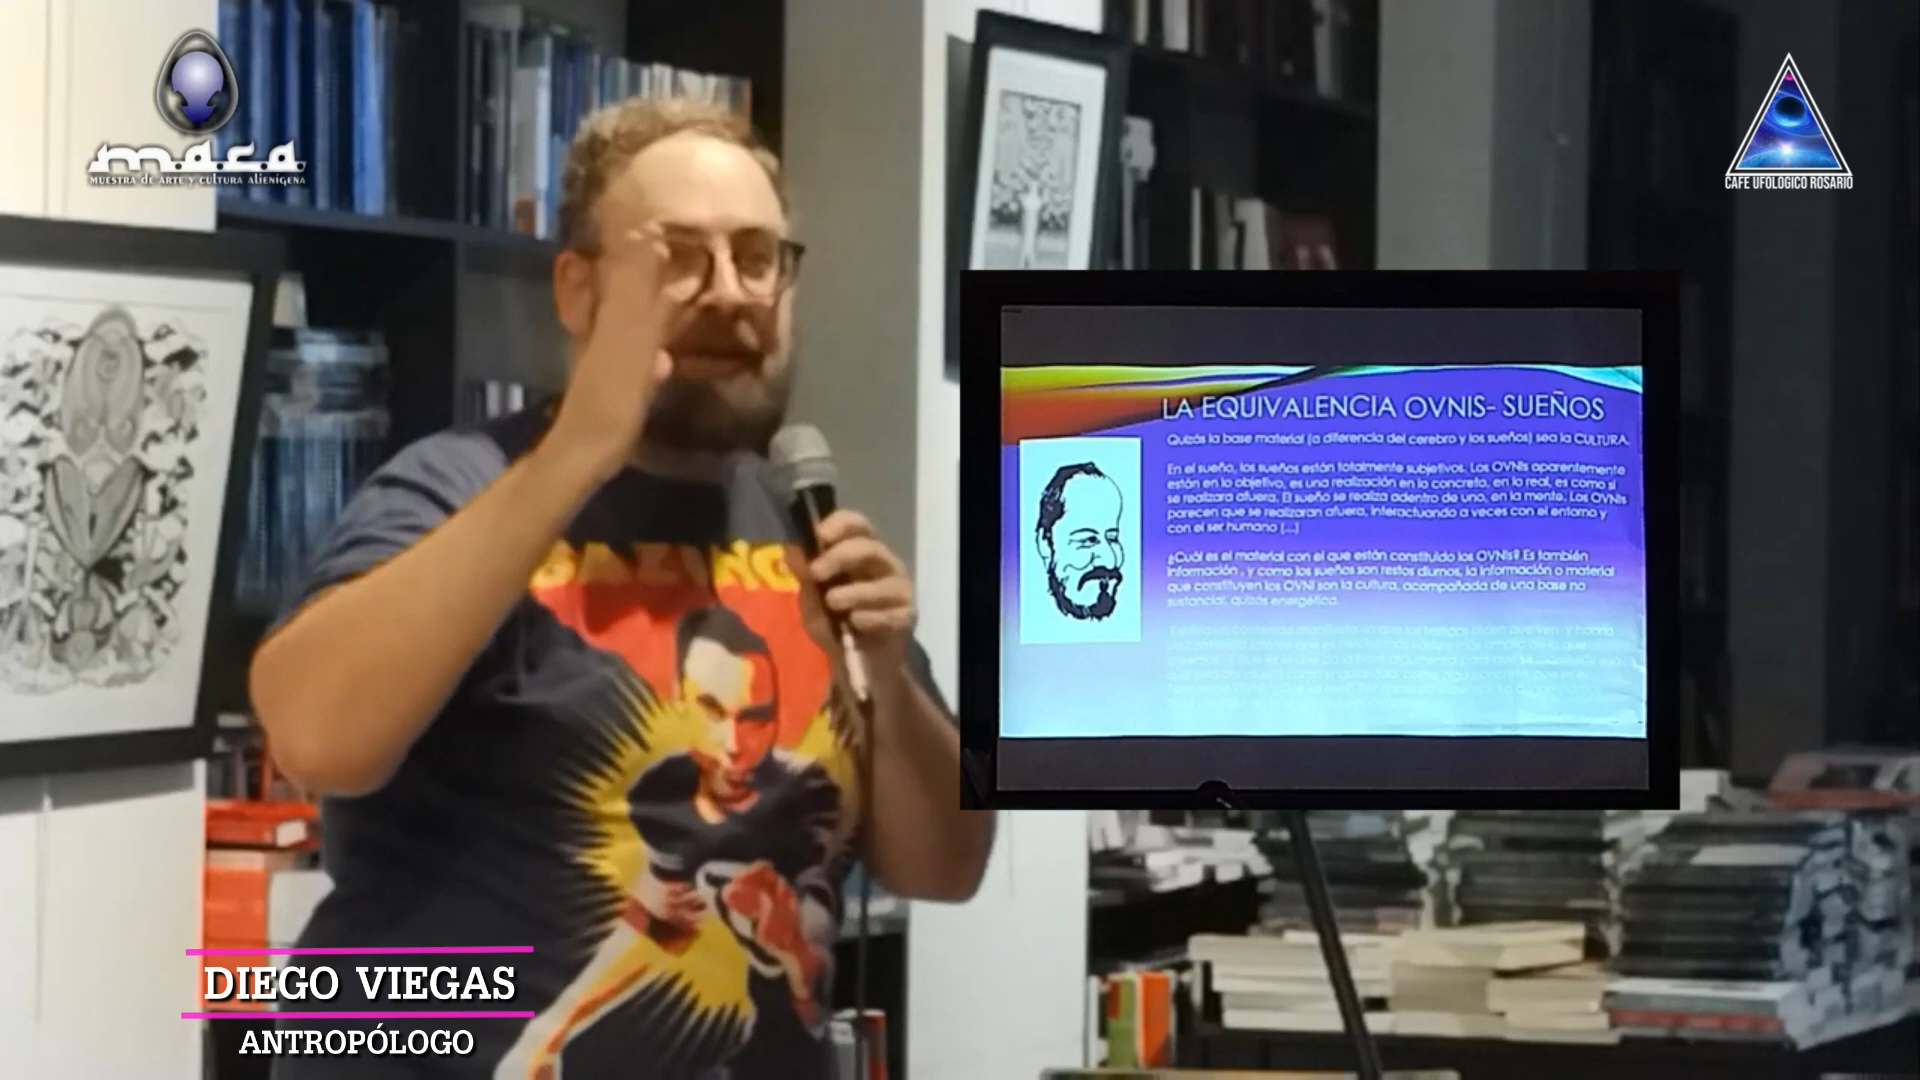 m.a.c.a
MUESTRA de ARTE y CULTURA ALIENÍGENA
CAFE UFOLOGICO ROSARIO
LA EQUIVALENCIA OVNIS- SUEÑOS
Quizás la base material (a diferencia del cerebro y los sueños) sea la CULTURA.
En el sueño, los sueños están totalmente subjetivos. Los OVNIs aparentemente
están en lo objetivo, es una realización en lo concreto, en lo real, es como si
se realizara afuera. El sueño se realiza adentro de uno, en la mente. Los OVNIs
parecen que se realizaran afuera, interactuando a veces con el entorno y
con el ser humano [...]
¿Cuál es el material con el que están constituido los OVNIs? Es también
información , y como los sueños son restos diurnos, la información o material
que constituyen los OVNI son la cultura, acompañada de una base no
sustancial, quizás energética.
BAZING
DIEGO VIEGAS
ANTROPÓLOGO